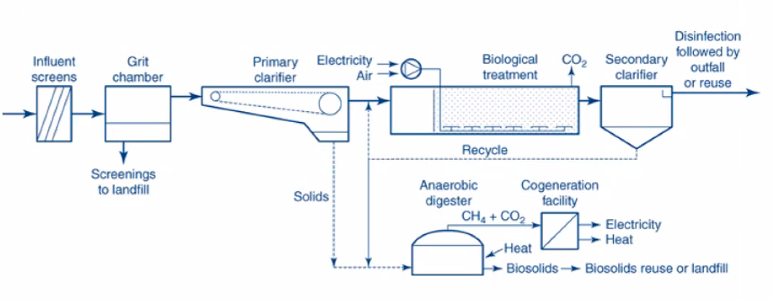 Influent
screens
Grit
chamber
Primary
clarifier
Electricity
Air
Biological
treatment
CO₂
Secondary
clarifier
Disinfection
followed by
outfall
or reuse
Screenings
to landfill
Recycle
Solids
Anaerobic
digester
Cogeneration
facility
CH₄ + CO₂
Electricity
Heat
Heat
Biosolids
Biosolids reuse or landfill